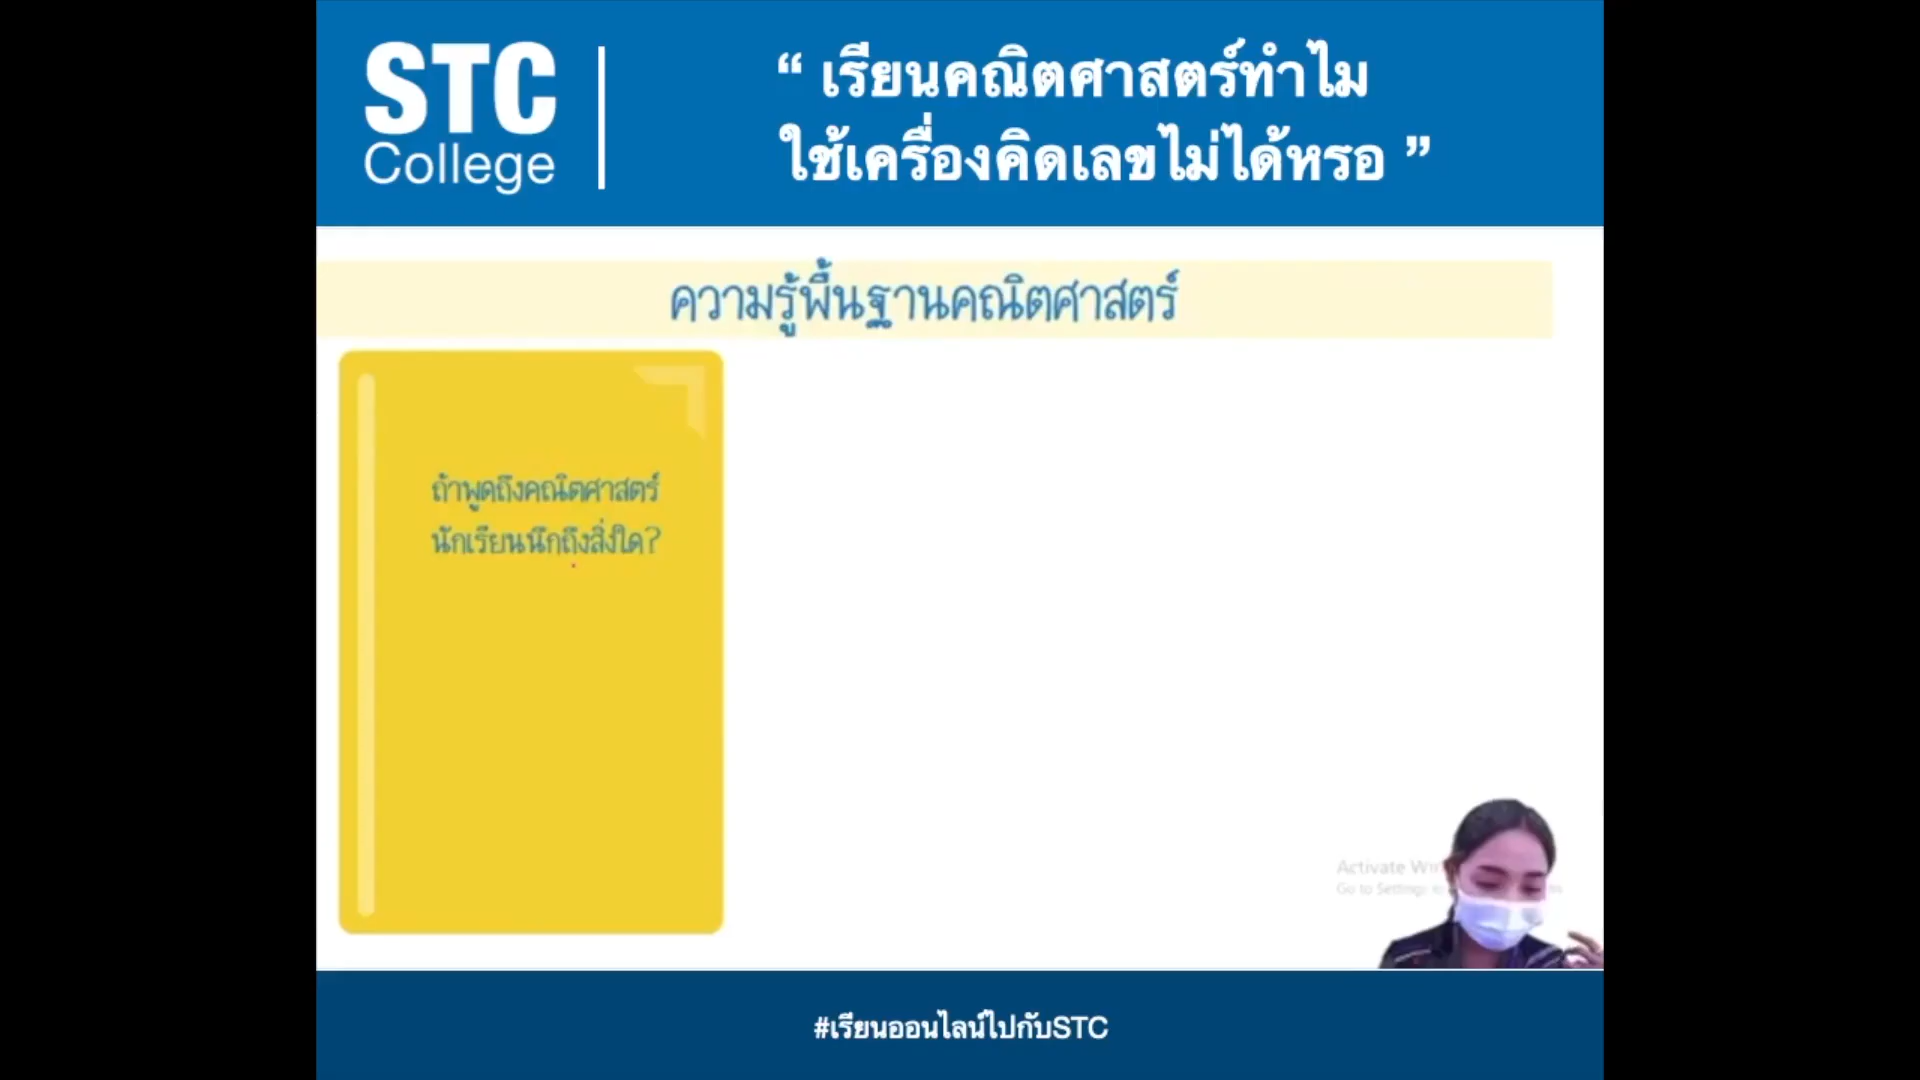 STC
College
“ เรียนคณิตศาสตร์ทำไม
ใช้เครื่องคิดเลขไม่ได้หรอ ”
ความรู้พื้นฐานคณิตศาสตร์
ถ้าพูดถึงคณิตศาสตร์
นักเรียนนึกถึงสิ่งใด?
Activate
Go to Settings
#เรียนออนไลน์ไปกับSTC